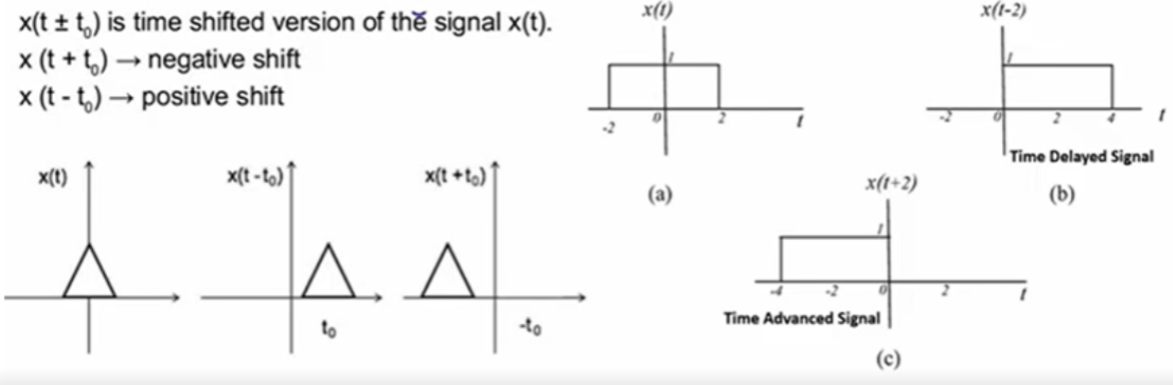 x(t ± t₀) is time shifted version of the signal x(t).
x (t + t₀) → negative shift
x (t - t₀) → positive shift
x(t)
x(t - t₀)
x(t + t₀)
t₀
-t₀
x(t)
1
-2 0 2 t
(a)
x(t-2)
1
-2 0 2 4 t
Time Delayed Signal
(b)
x(t+2)
1
-4 -2 0 2 t
Time Advanced Signal
(c)